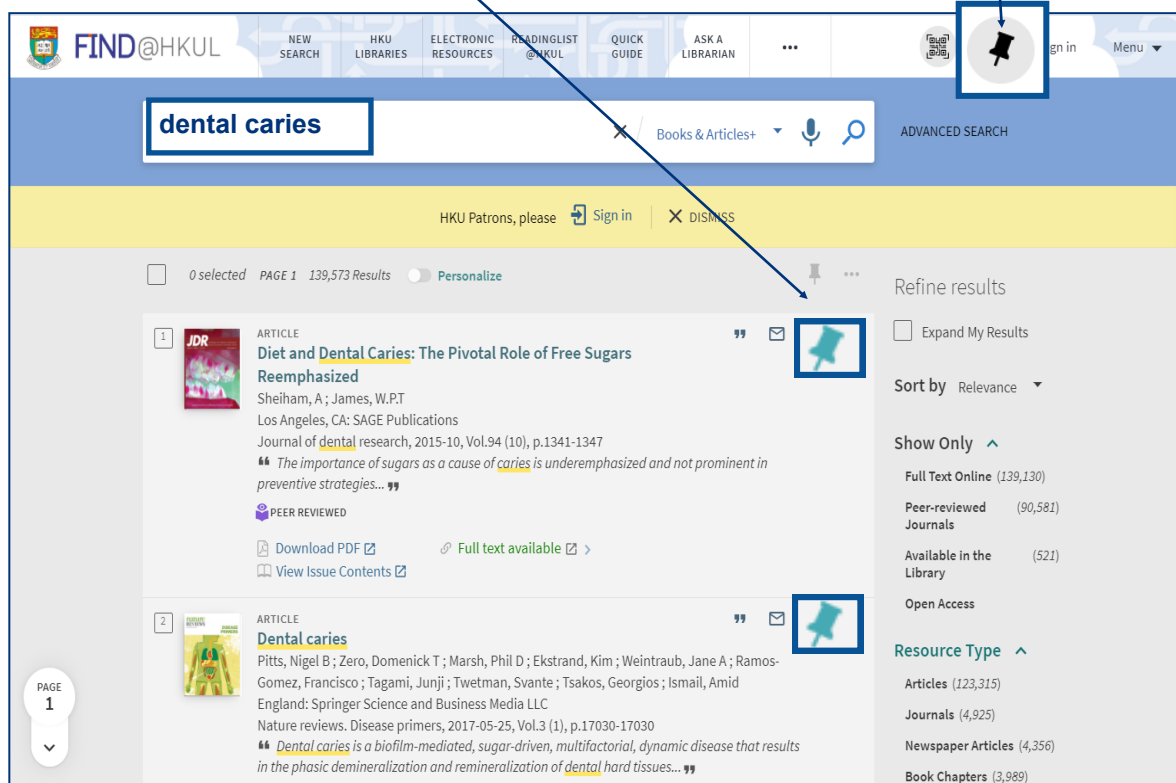 FIND@HKUL
NEW SEARCH
HKU LIBRARIES
ELECTRONIC RESOURCES
READINGLIST @HKUL
QUICK GUIDE
ASK A LIBRARIAN
•••
gn in
Menu
dental caries
Books & Articles+
ADVANCED SEARCH
HKU Patrons, please Sign in DISMISS
0 selected PAGE 1 139,573 Results Personalize
Refine results
Expand My Results
Sort by Relevance
Show Only
Full Text Online (139,130)
Peer-reviewed Journals (90,581)
Available in the Library (521)
Open Access
Resource Type
Articles (123,315)
Journals (4,925)
Newspaper Articles (4,356)
Book Chapters (3,989)
1
JDR
ARTICLE
Diet and Dental Caries: The Pivotal Role of Free Sugars
Reemphasized
Sheiham, A ; James, W.P.T
Los Angeles, CA: SAGE Publications
Journal of dental research, 2015-10, Vol.94 (10), p.1341-1347
❝ The importance of sugars as a cause of caries is underemphasized and not prominent in
preventive strategies... ❞
PEER REVIEWED
Download PDF
Full text available
View Issue Contents
2
ARTICLE
Dental caries
Pitts, Nigel B ; Zero, Domenick T ; Marsh, Phil D ; Ekstrand, Kim ; Weintraub, Jane A ; Ramos-
Gomez, Francisco ; Tagami, Junji ; Twetman, Svante ; Tsakos, Georgios ; Ismail, Amid
England: Springer Science and Business Media LLC
Nature reviews. Disease primers, 2017-05-25, Vol.3 (1), p.17030-17030
❝ Dental caries is a biofilm-mediated, sugar-driven, multifactorial, dynamic disease that results
in the phasic demineralization and remineralization of dental hard tissues... ❞
PAGE
1